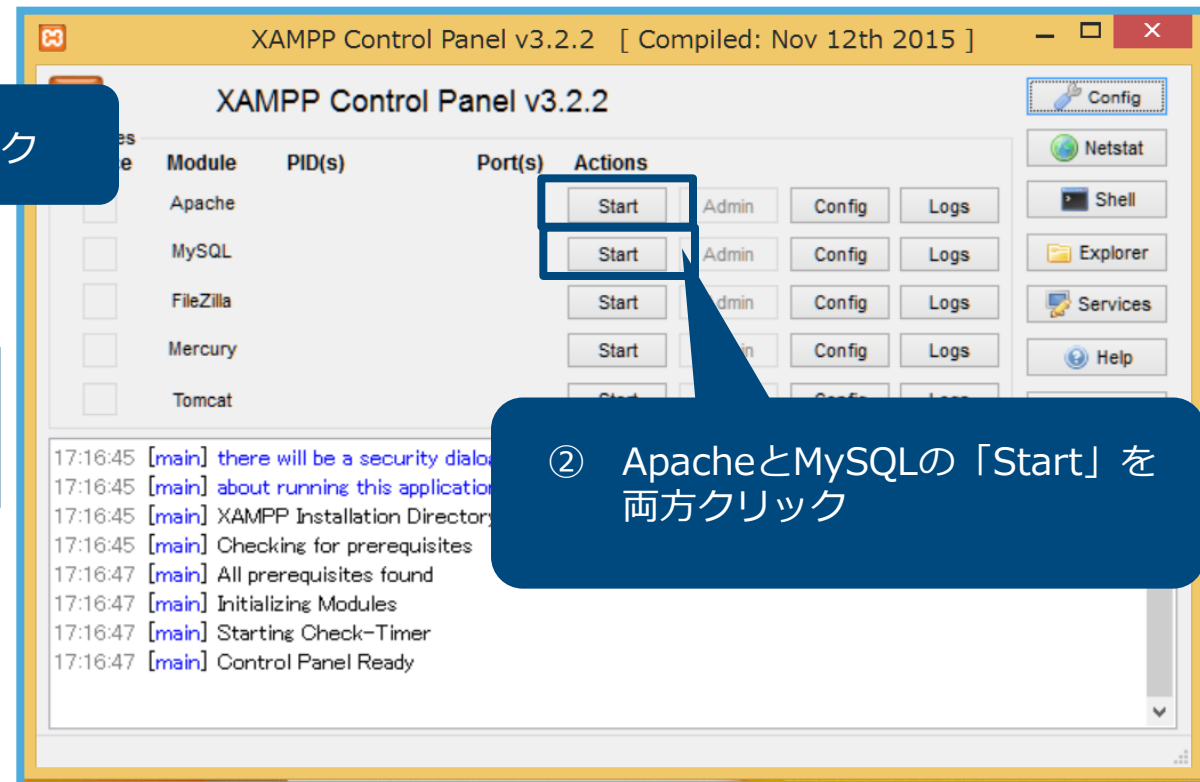 XAMPP Control Panel v3.2.2 [ Compiled: Nov 12th 2015 ]
XAMPP Control Panel v3.2.2
Config
ク
es
e Module PID(s) Port(s) Actions
Netstat
Apache Start Admin Config Logs
Shell
MySQL Start Admin Config Logs
Explorer
FileZilla Start Admin Config Logs
Services
Mercury Start Config Logs
Help
Tomcat
② ApacheとMySQLの「Start」を
両方クリック
17:16:45 [main] there will be a security
17:16:45 [main] about running this application
17:16:45 [main] XAMPP Installation Directory
17:16:45 [main] Checking for prerequisites
17:16:47 [main] All prerequisites found
17:16:47 [main] Initializing Modules
17:16:47 [main] Starting Check-Timer
17:16:47 [main] Control Panel Ready